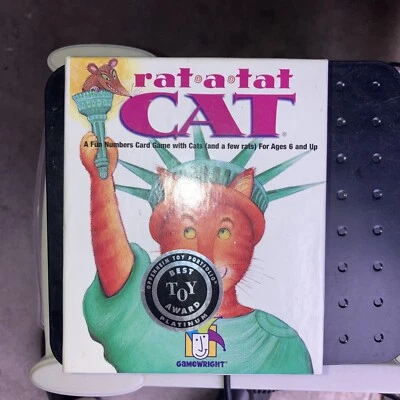 rat•a•tat
CAT®
A Fun Numbers Card Game with Cats (and a few rats) For Ages 6 and Up
OPPENHEIM TOY PORTFOLIO®
BEST
TOY
AWARD
PLATINUM
GAMEWRIGHT®